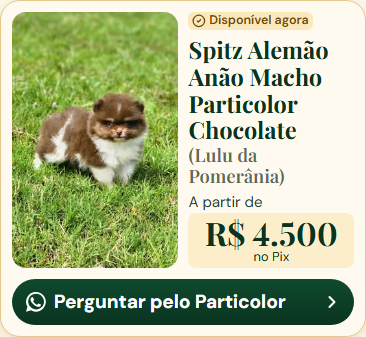 Disponível agora
Spitz Alemão
Anão Macho
Particolor
Chocolate
(Lulu da
Pomerânia)
A partir de
R$ 4.500
no Pix
Perguntar pelo Particolor